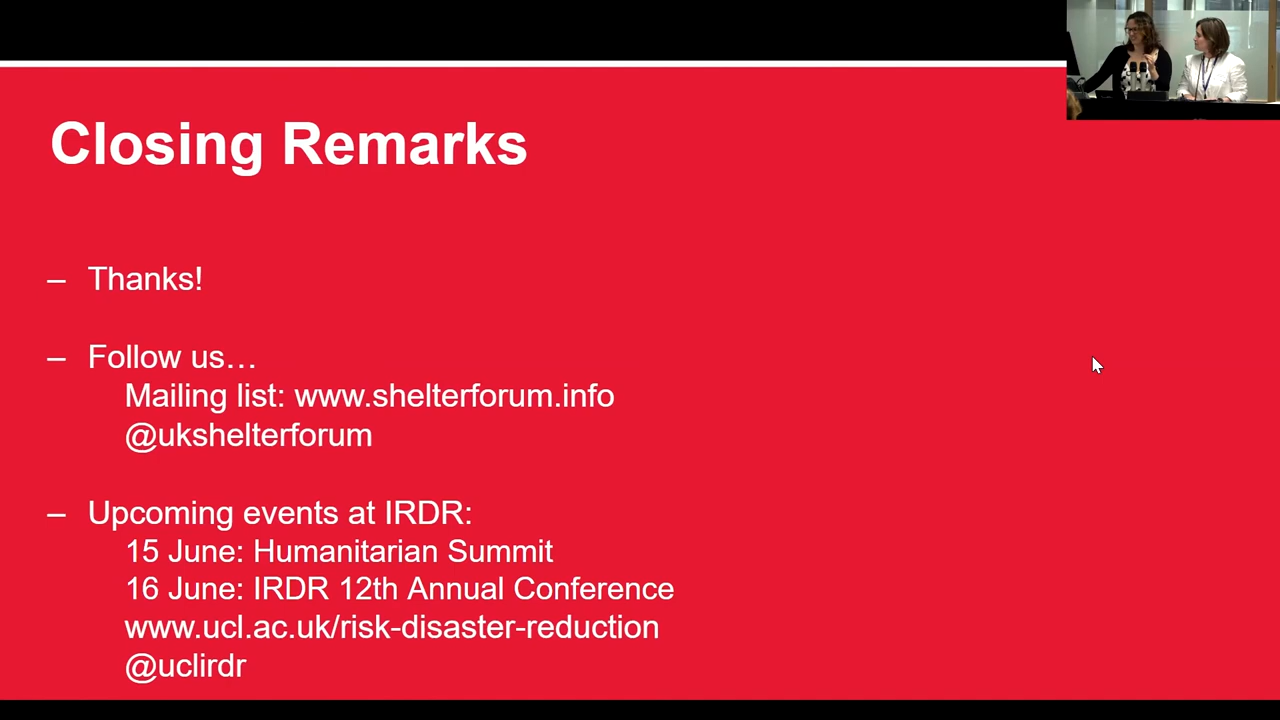 Closing Remarks
– Thanks!
– Follow us…
Mailing list: www.shelterforum.info
@ukshelterforum
– Upcoming events at IRDR:
15 June: Humanitarian Summit
16 June: IRDR 12th Annual Conference
www.ucl.ac.uk/risk-disaster-reduction
@uclirdr